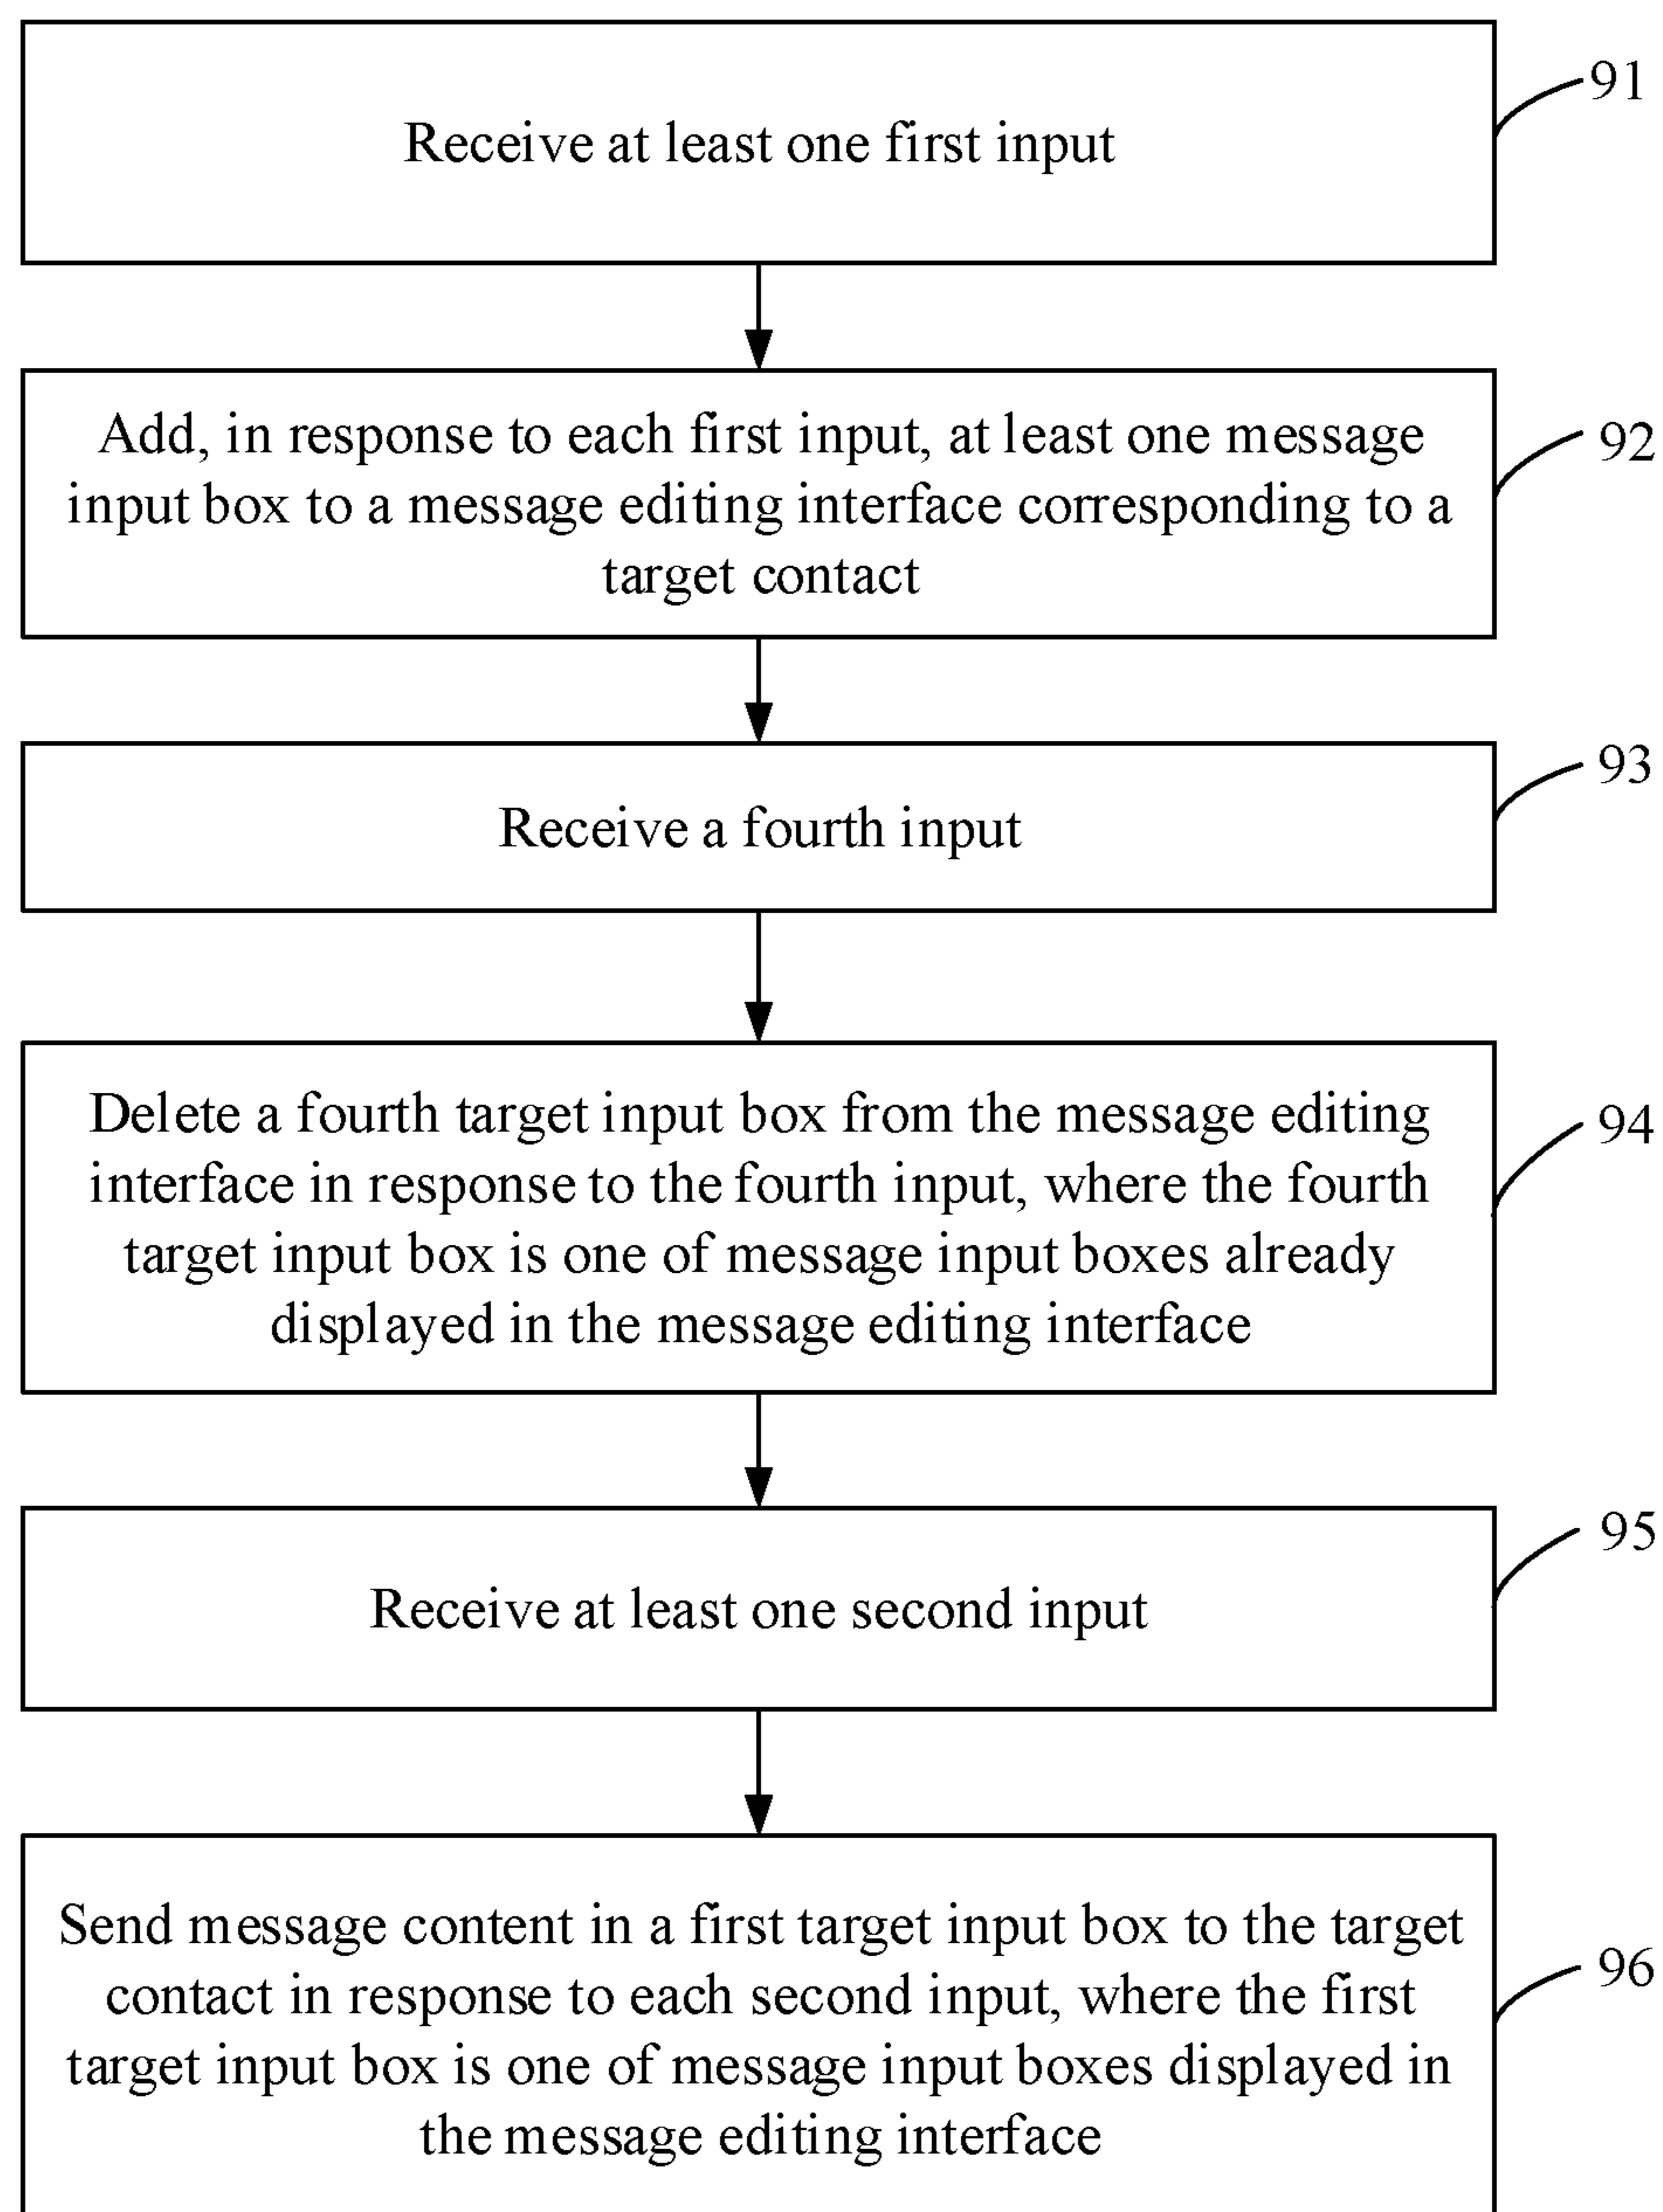 Receive at least one first input
91
Add, in response to each first input, at least one message
input box to a message editing interface corresponding to a
target contact
92
Receive a fourth input
93
Delete a fourth target input box from the message editing
interface in response to the fourth input, where the fourth
target input box is one of message input boxes already
displayed in the message editing interface
94
Receive at least one second input
95
Send message content in a first target input box to the target
contact in response to each second input, where the first
target input box is one of message input boxes displayed in
the message editing interface
96